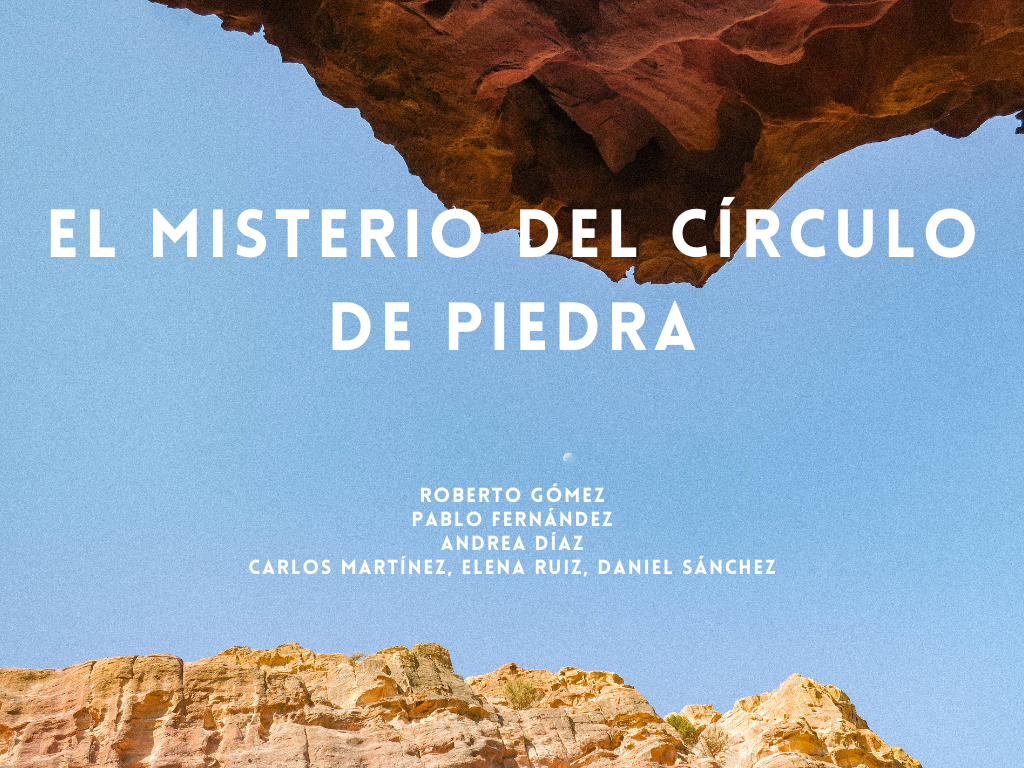 EL MISTERIO DEL CÍRCULO
DE PIEDRA
ROBERTO GÓMEZ
PABLO FERNÁNDEZ
ANDREA DÍAZ
CARLOS MARTÍNEZ, ELENA RUIZ, DANIEL SÁNCHEZ